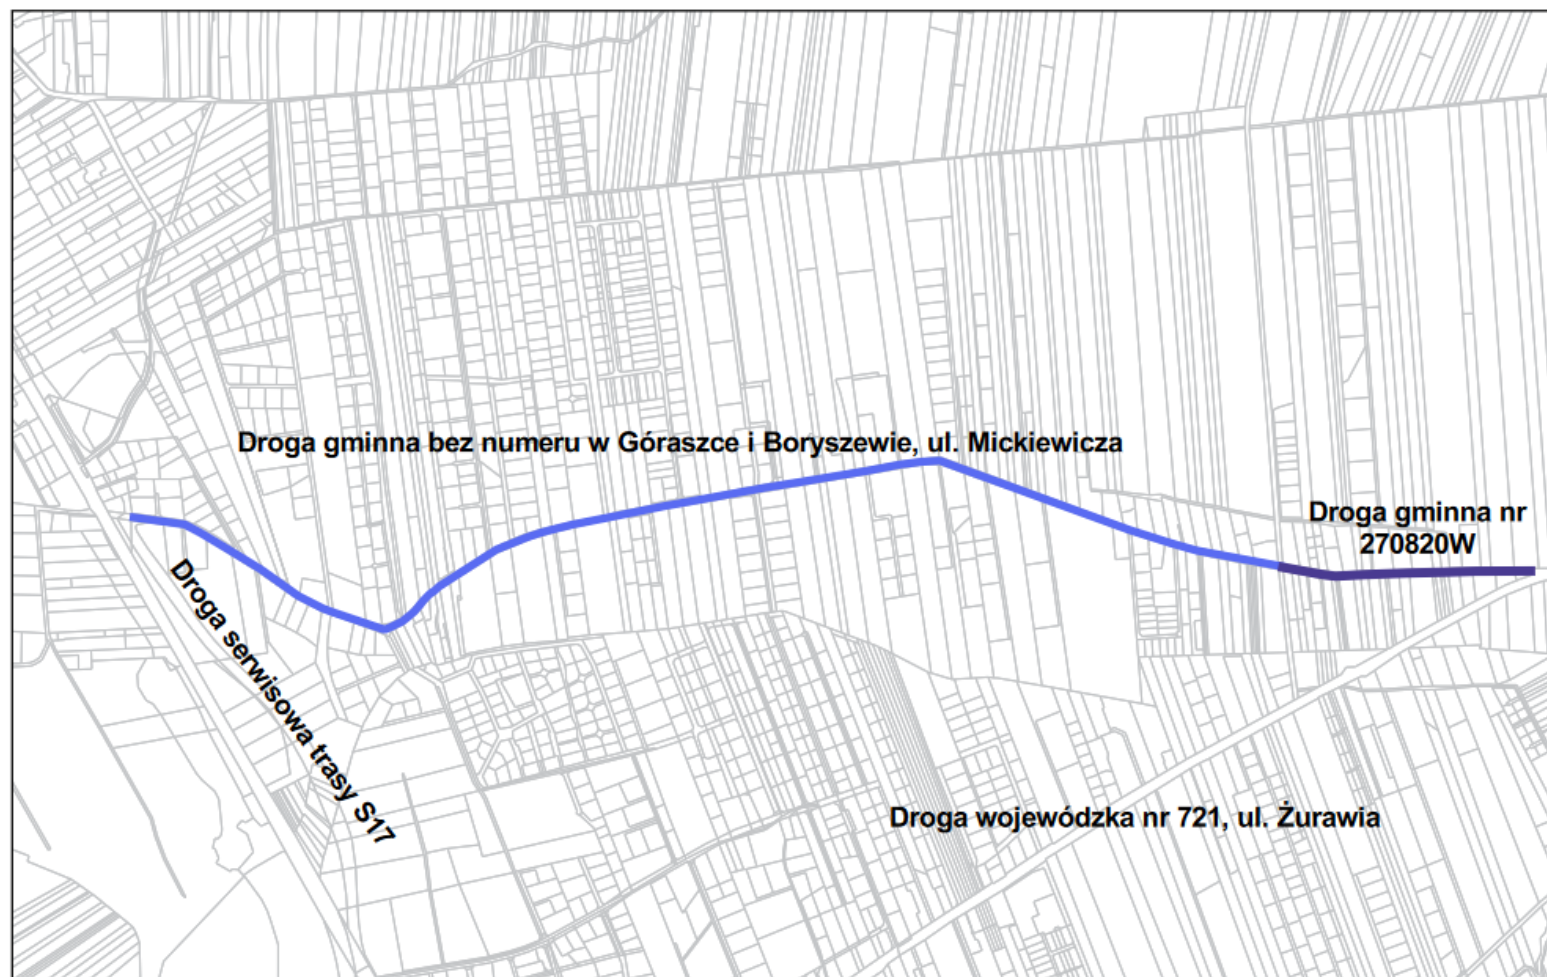 Droga gminna bez numeru w Góraszce i Boryszewie, ul. Mickiewicza
Droga gminna nr
270820W
Droga serwisowa trasy S17
Droga wojewódzka nr 721, ul. Żurawia